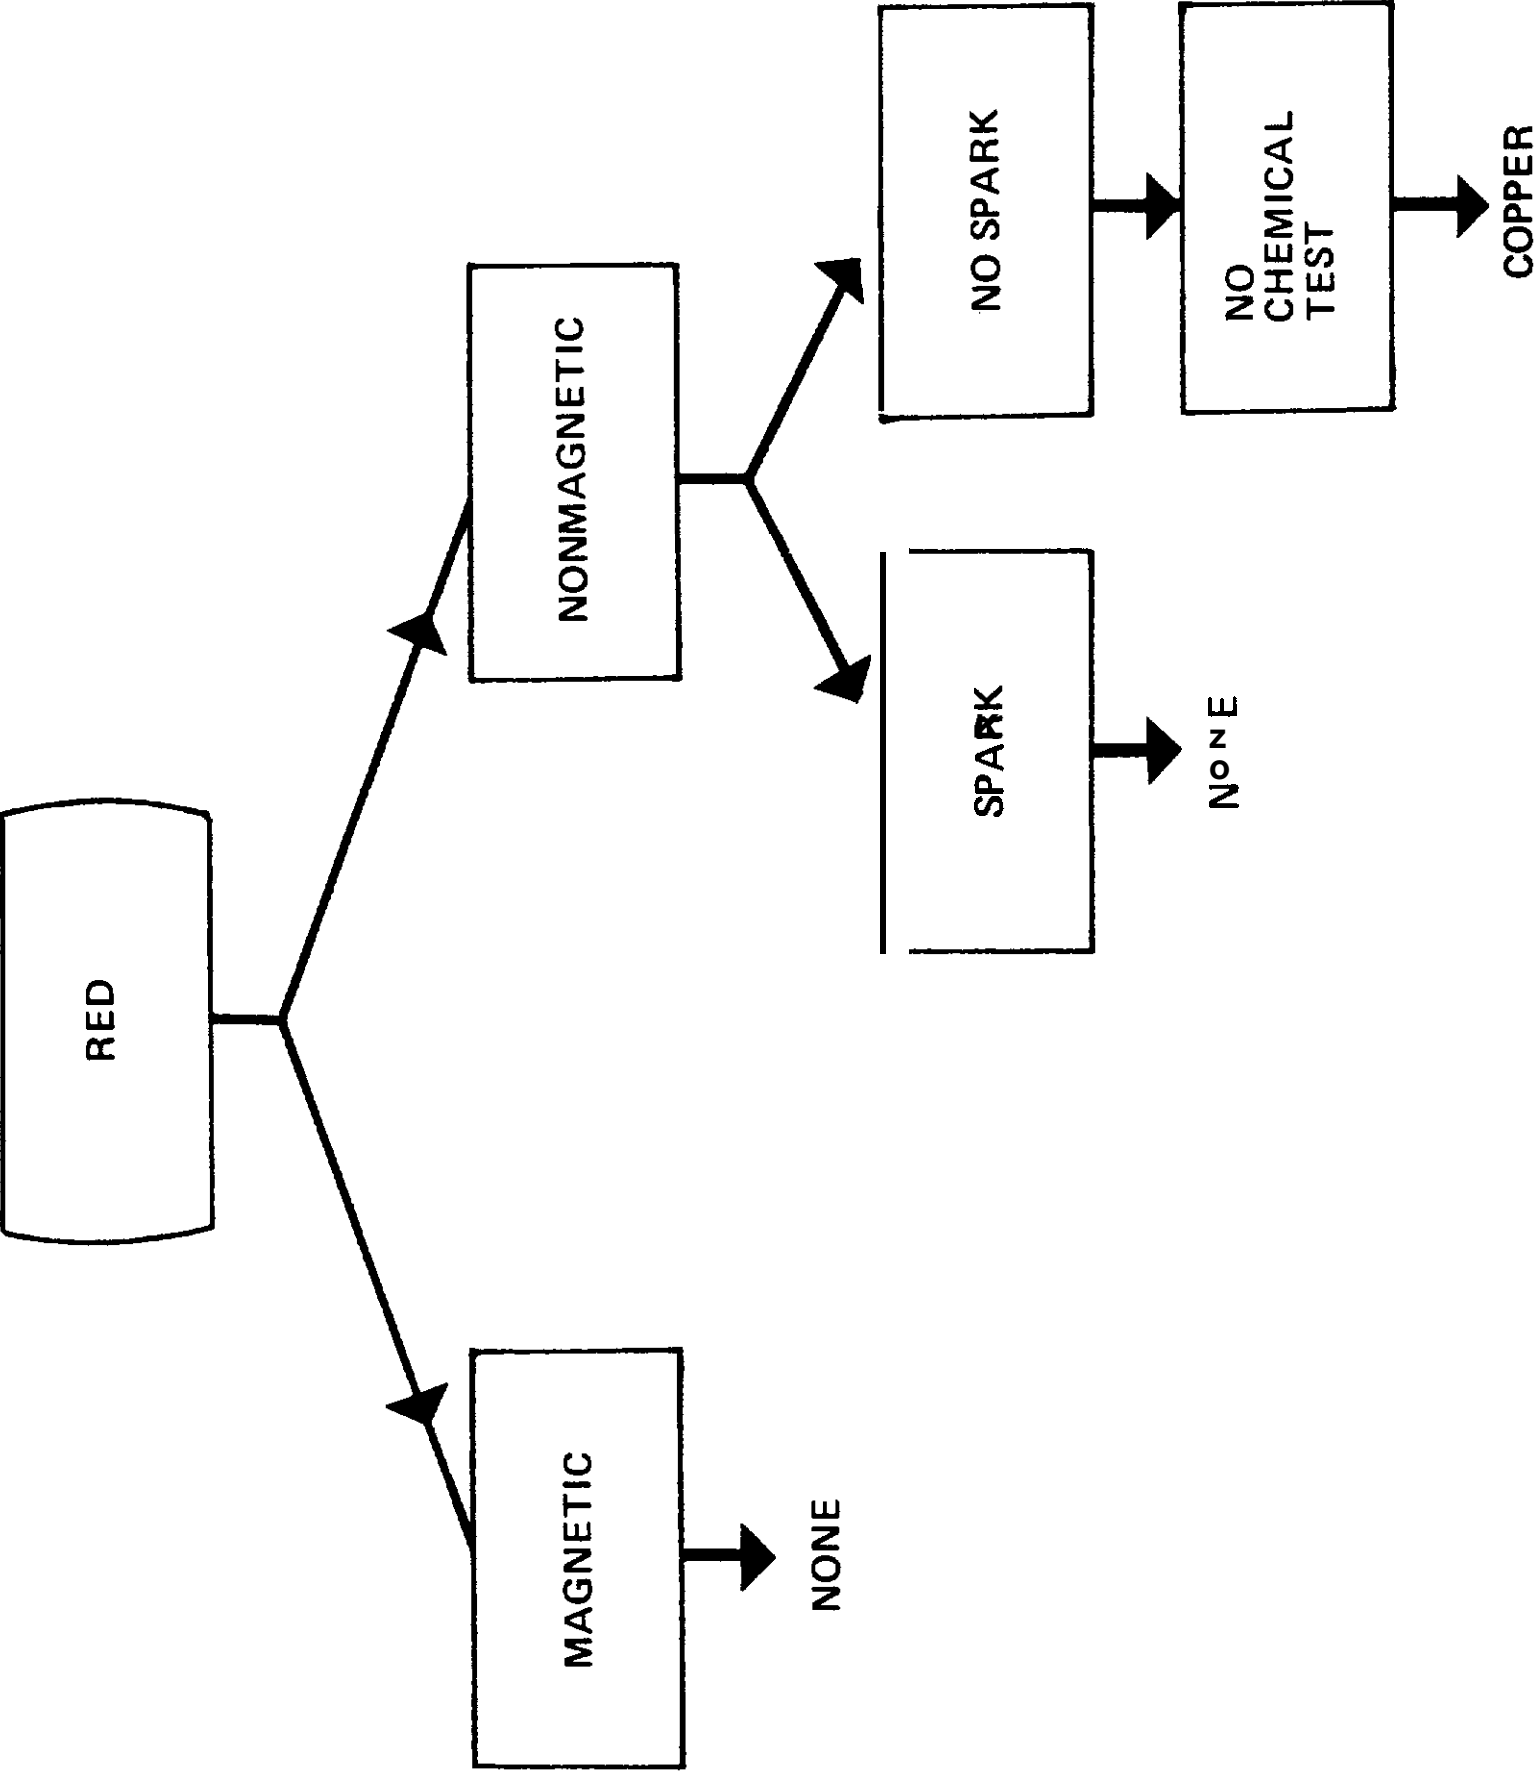 RED
MAGNETIC
NONE
NONMAGNETIC
SPARK
NONE
NO SPARK
NO
CHEMICAL
TEST
COPPER